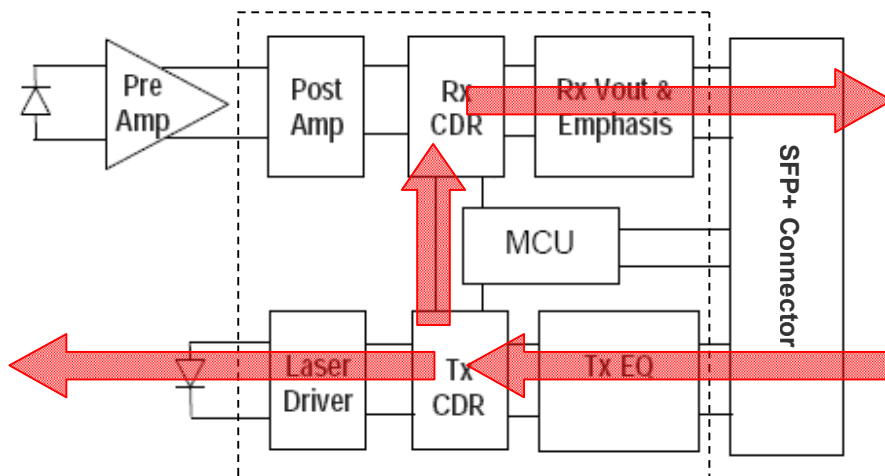 Pre
Amp
Post
Amp
Rx
CDR
Rx Vout &
Emphasis
SFP+ Connector
MCU
Laser
Driver
Tx
CDR
Tx EQ